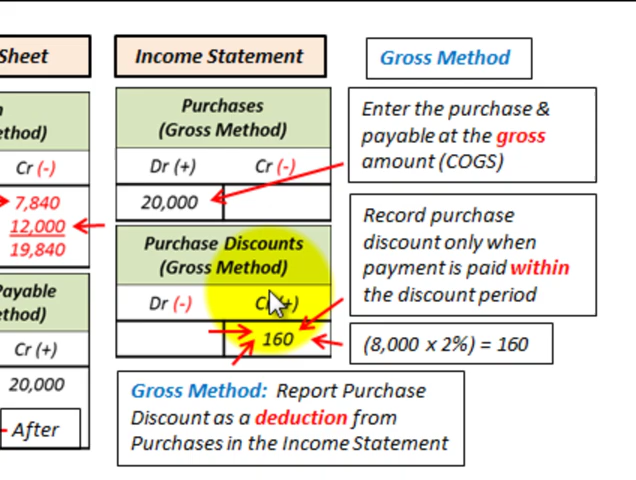 Sheet
Income Statement
Gross Method
ethod)
Cr (-)
7,840
12,000
19,840
Payable
hod)
Cr (+)
20,000
After
Purchases
(Gross Method)
Dr (+) Cr (-)
20,000
Purchase Discounts
(Gross Method)
Dr (-) Cr (+)
160
Enter the purchase &
payable at the gross
amount (COGS)
Record purchase
discount only when
payment is paid within
the discount period
(8,000 x 2%) = 160
Gross Method: Report Purchase
Discount as a deduction from
Purchases in the Income Statement